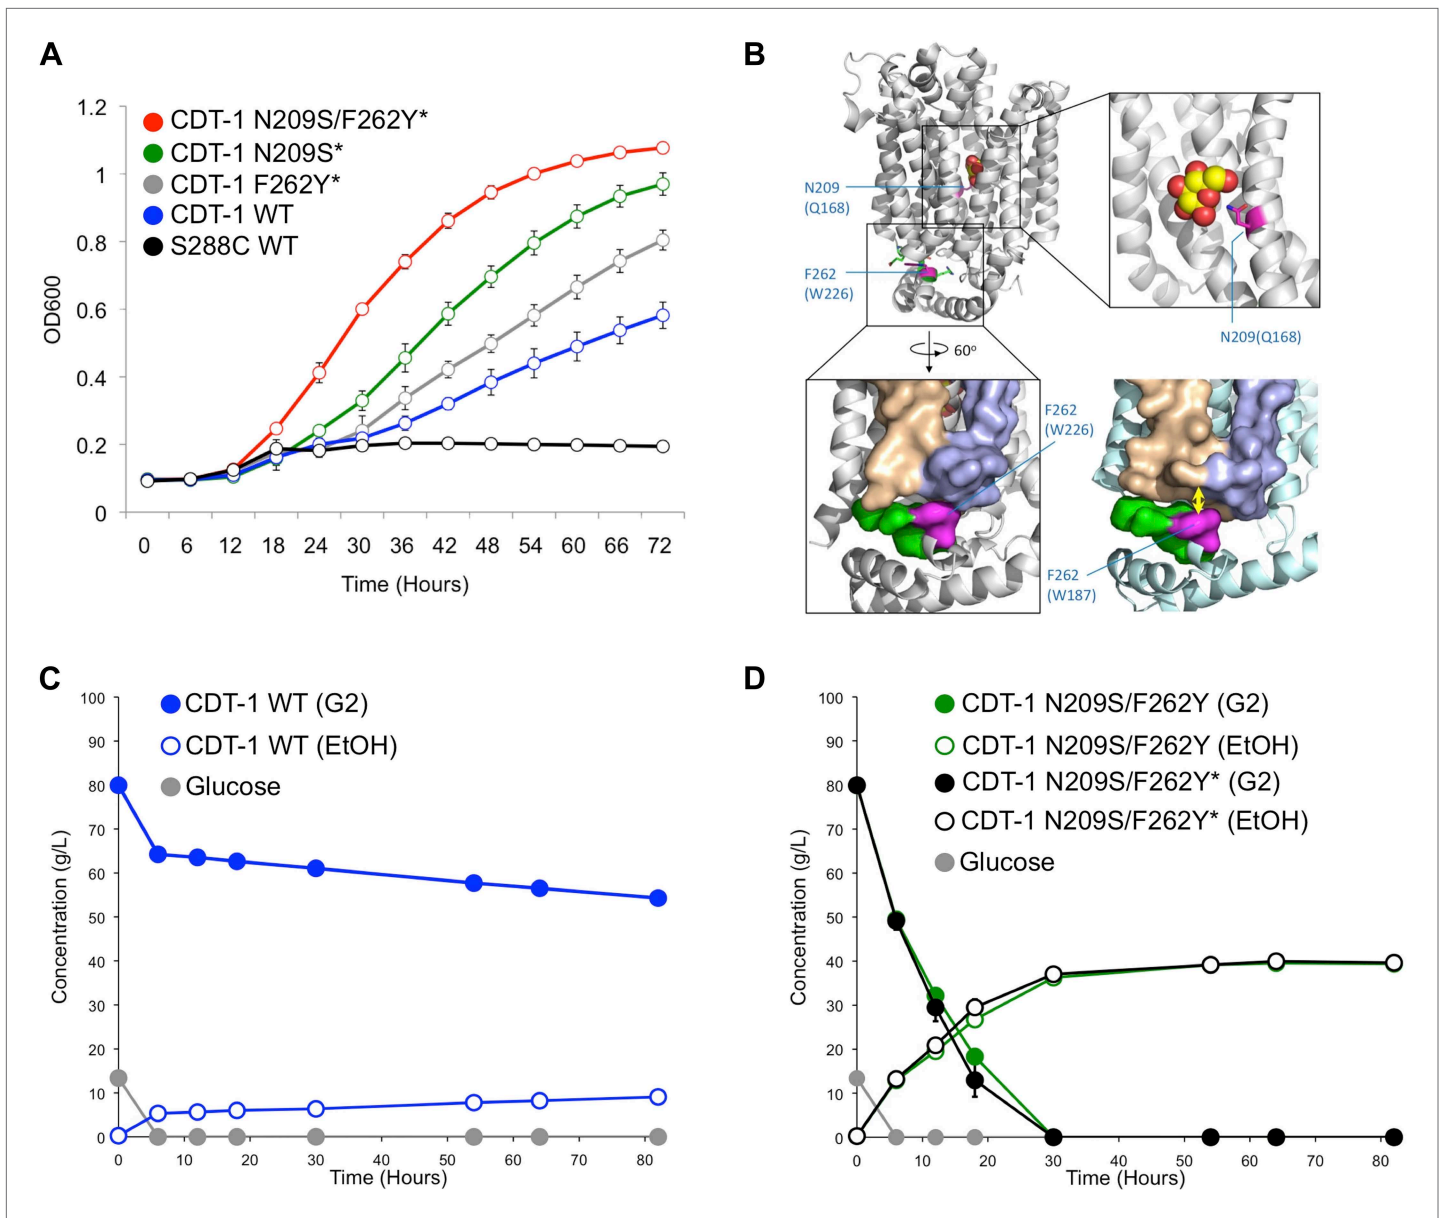 A
1.2
1
0.8
0.6
0.4
0.2
0
OD600
CDT-1 N209S/F262Y*
CDT-1 N209S*
CDT-1 F262Y*
CDT-1 WT
S288C WT
0 6 12 18 24 30 36 42 48 54 60 66 72
Time (Hours)
B
N209
(Q168)
F262
(W226)
N209(Q168)
60o
F262
(W226)
F262
(W187)
C
100
90
80
70
60
50
40
30
20
10
0
Concentration (g/L)
CDT-1 WT (G2)
CDT-1 WT (EtOH)
Glucose
0 10 20 30 40 50 60 70 80
Time (Hours)
D
100
90
80
70
60
50
40
30
20
10
0
Concentration (g/L)
CDT-1 N209S/F262Y (G2)
CDT-1 N209S/F262Y (EtOH)
CDT-1 N209S/F262Y* (G2)
CDT-1 N209S/F262Y* (EtOH)
Glucose
0 10 20 30 40 50 60 70 80
Time (Hours)